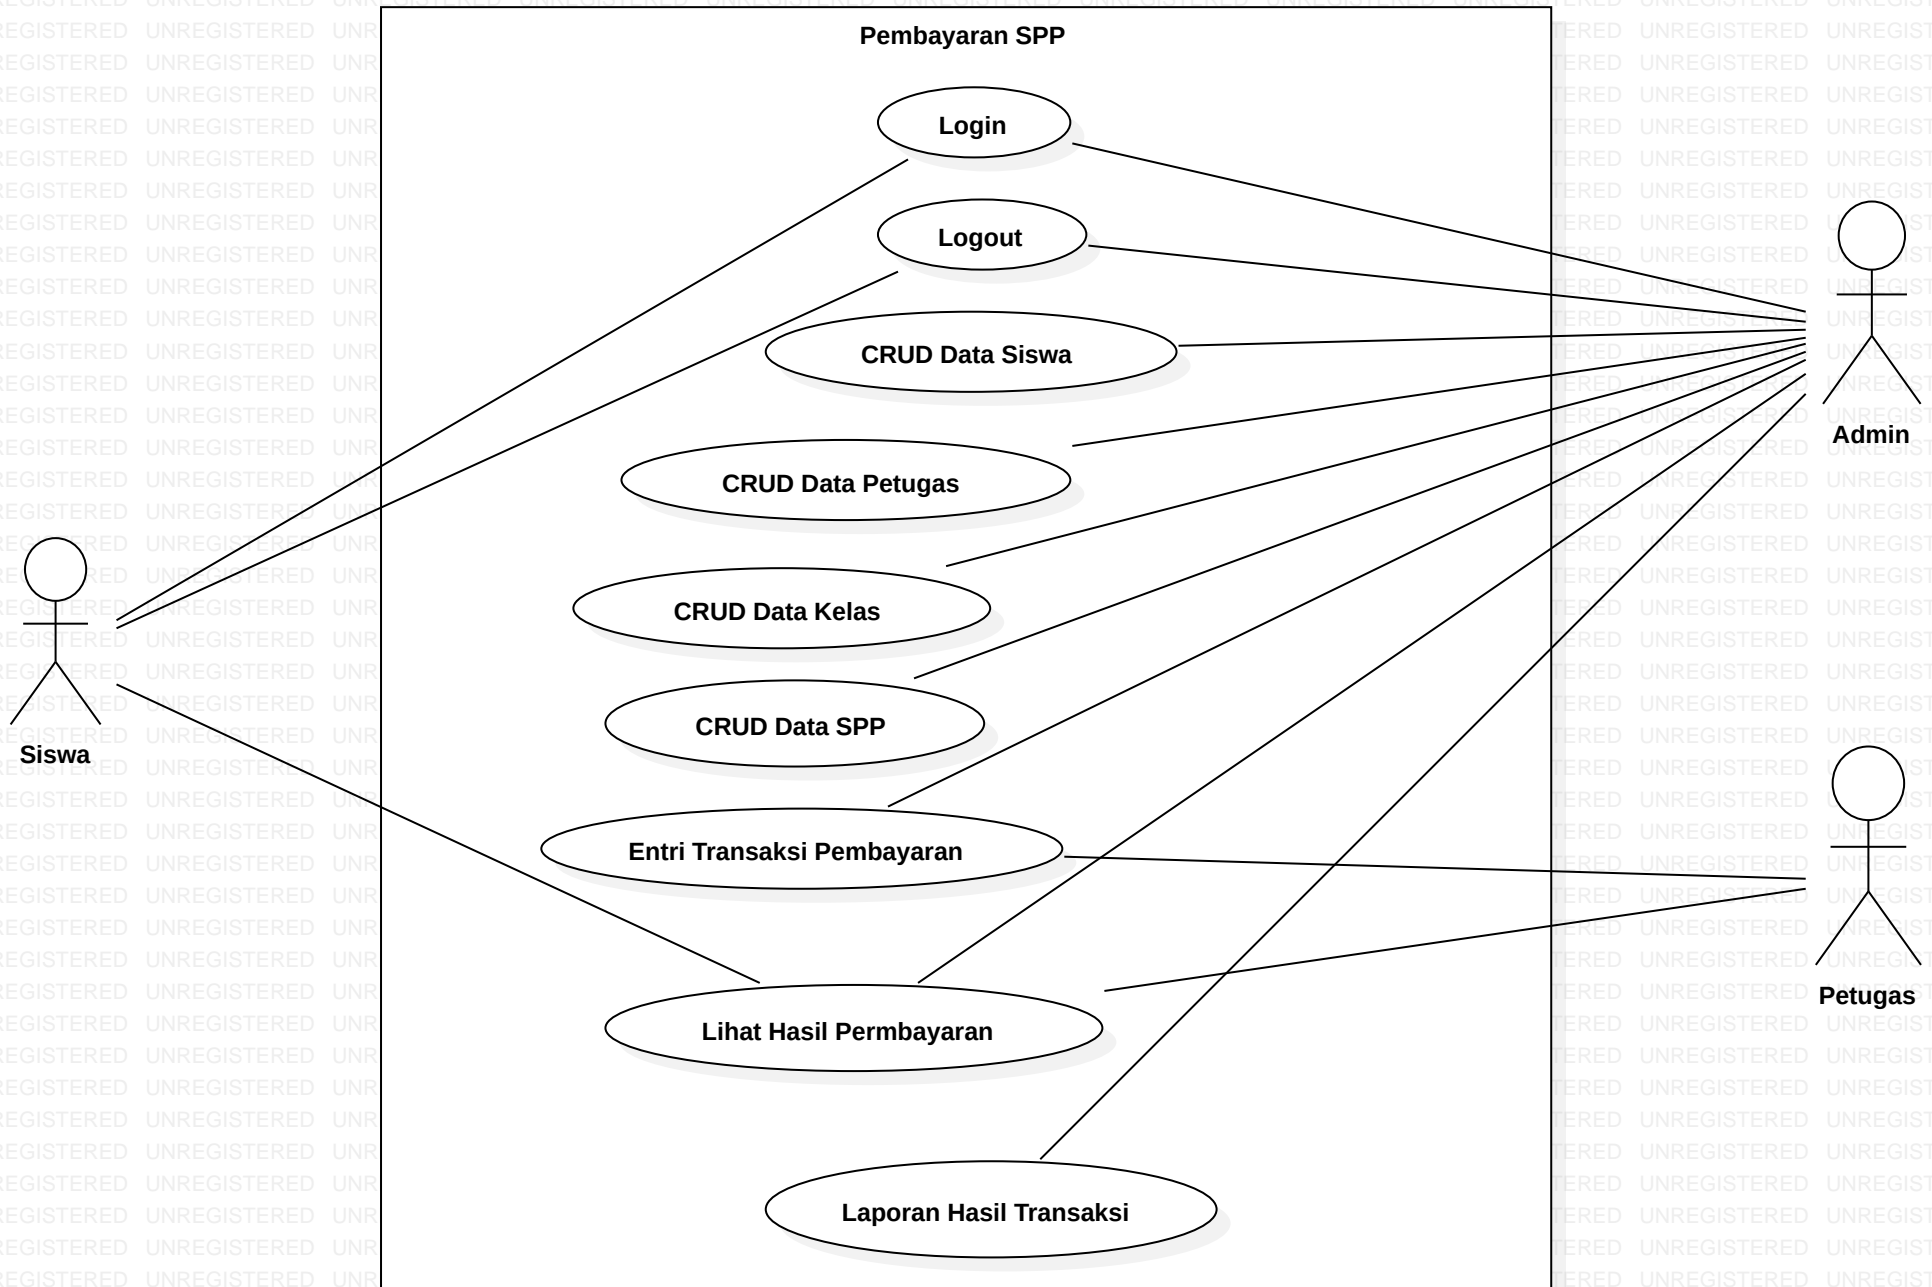 Pembayaran SPP
Login
Logout
CRUD Data Siswa
Admin
CRUD Data Petugas
CRUD Data Kelas
CRUD Data SPP
Siswa
Entri Transaksi Pembayaran
Petugas
Lihat Hasil Permbayaran
Laporan Hasil Transaksi
UNREGISTERED